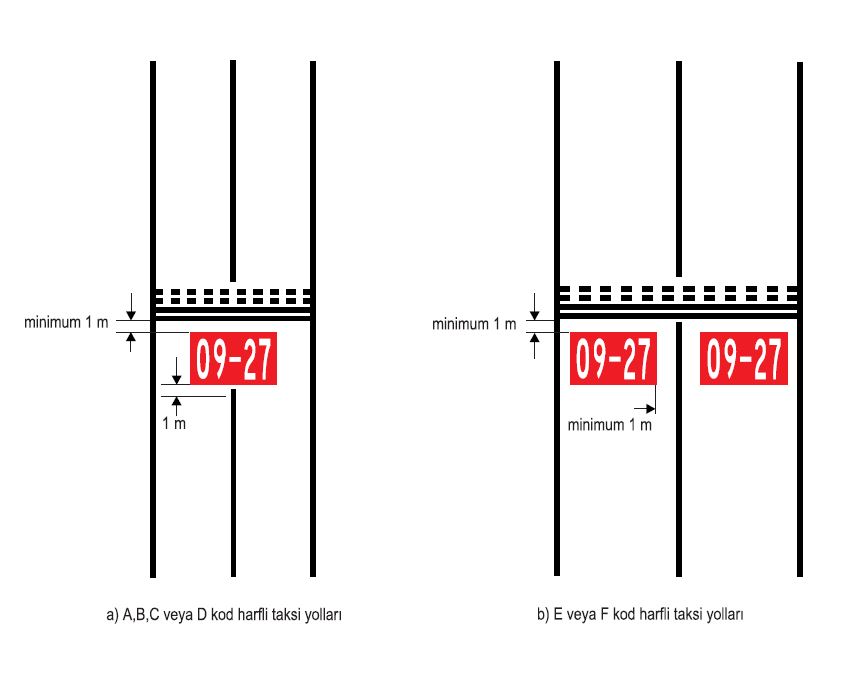 minimum 1 m
09-27
1 m
a) A,B,C veya D kod harfli taksi yolları
minimum 1 m
09-27
09-27
minimum 1 m
b) E veya F kod harfli taksi yolları